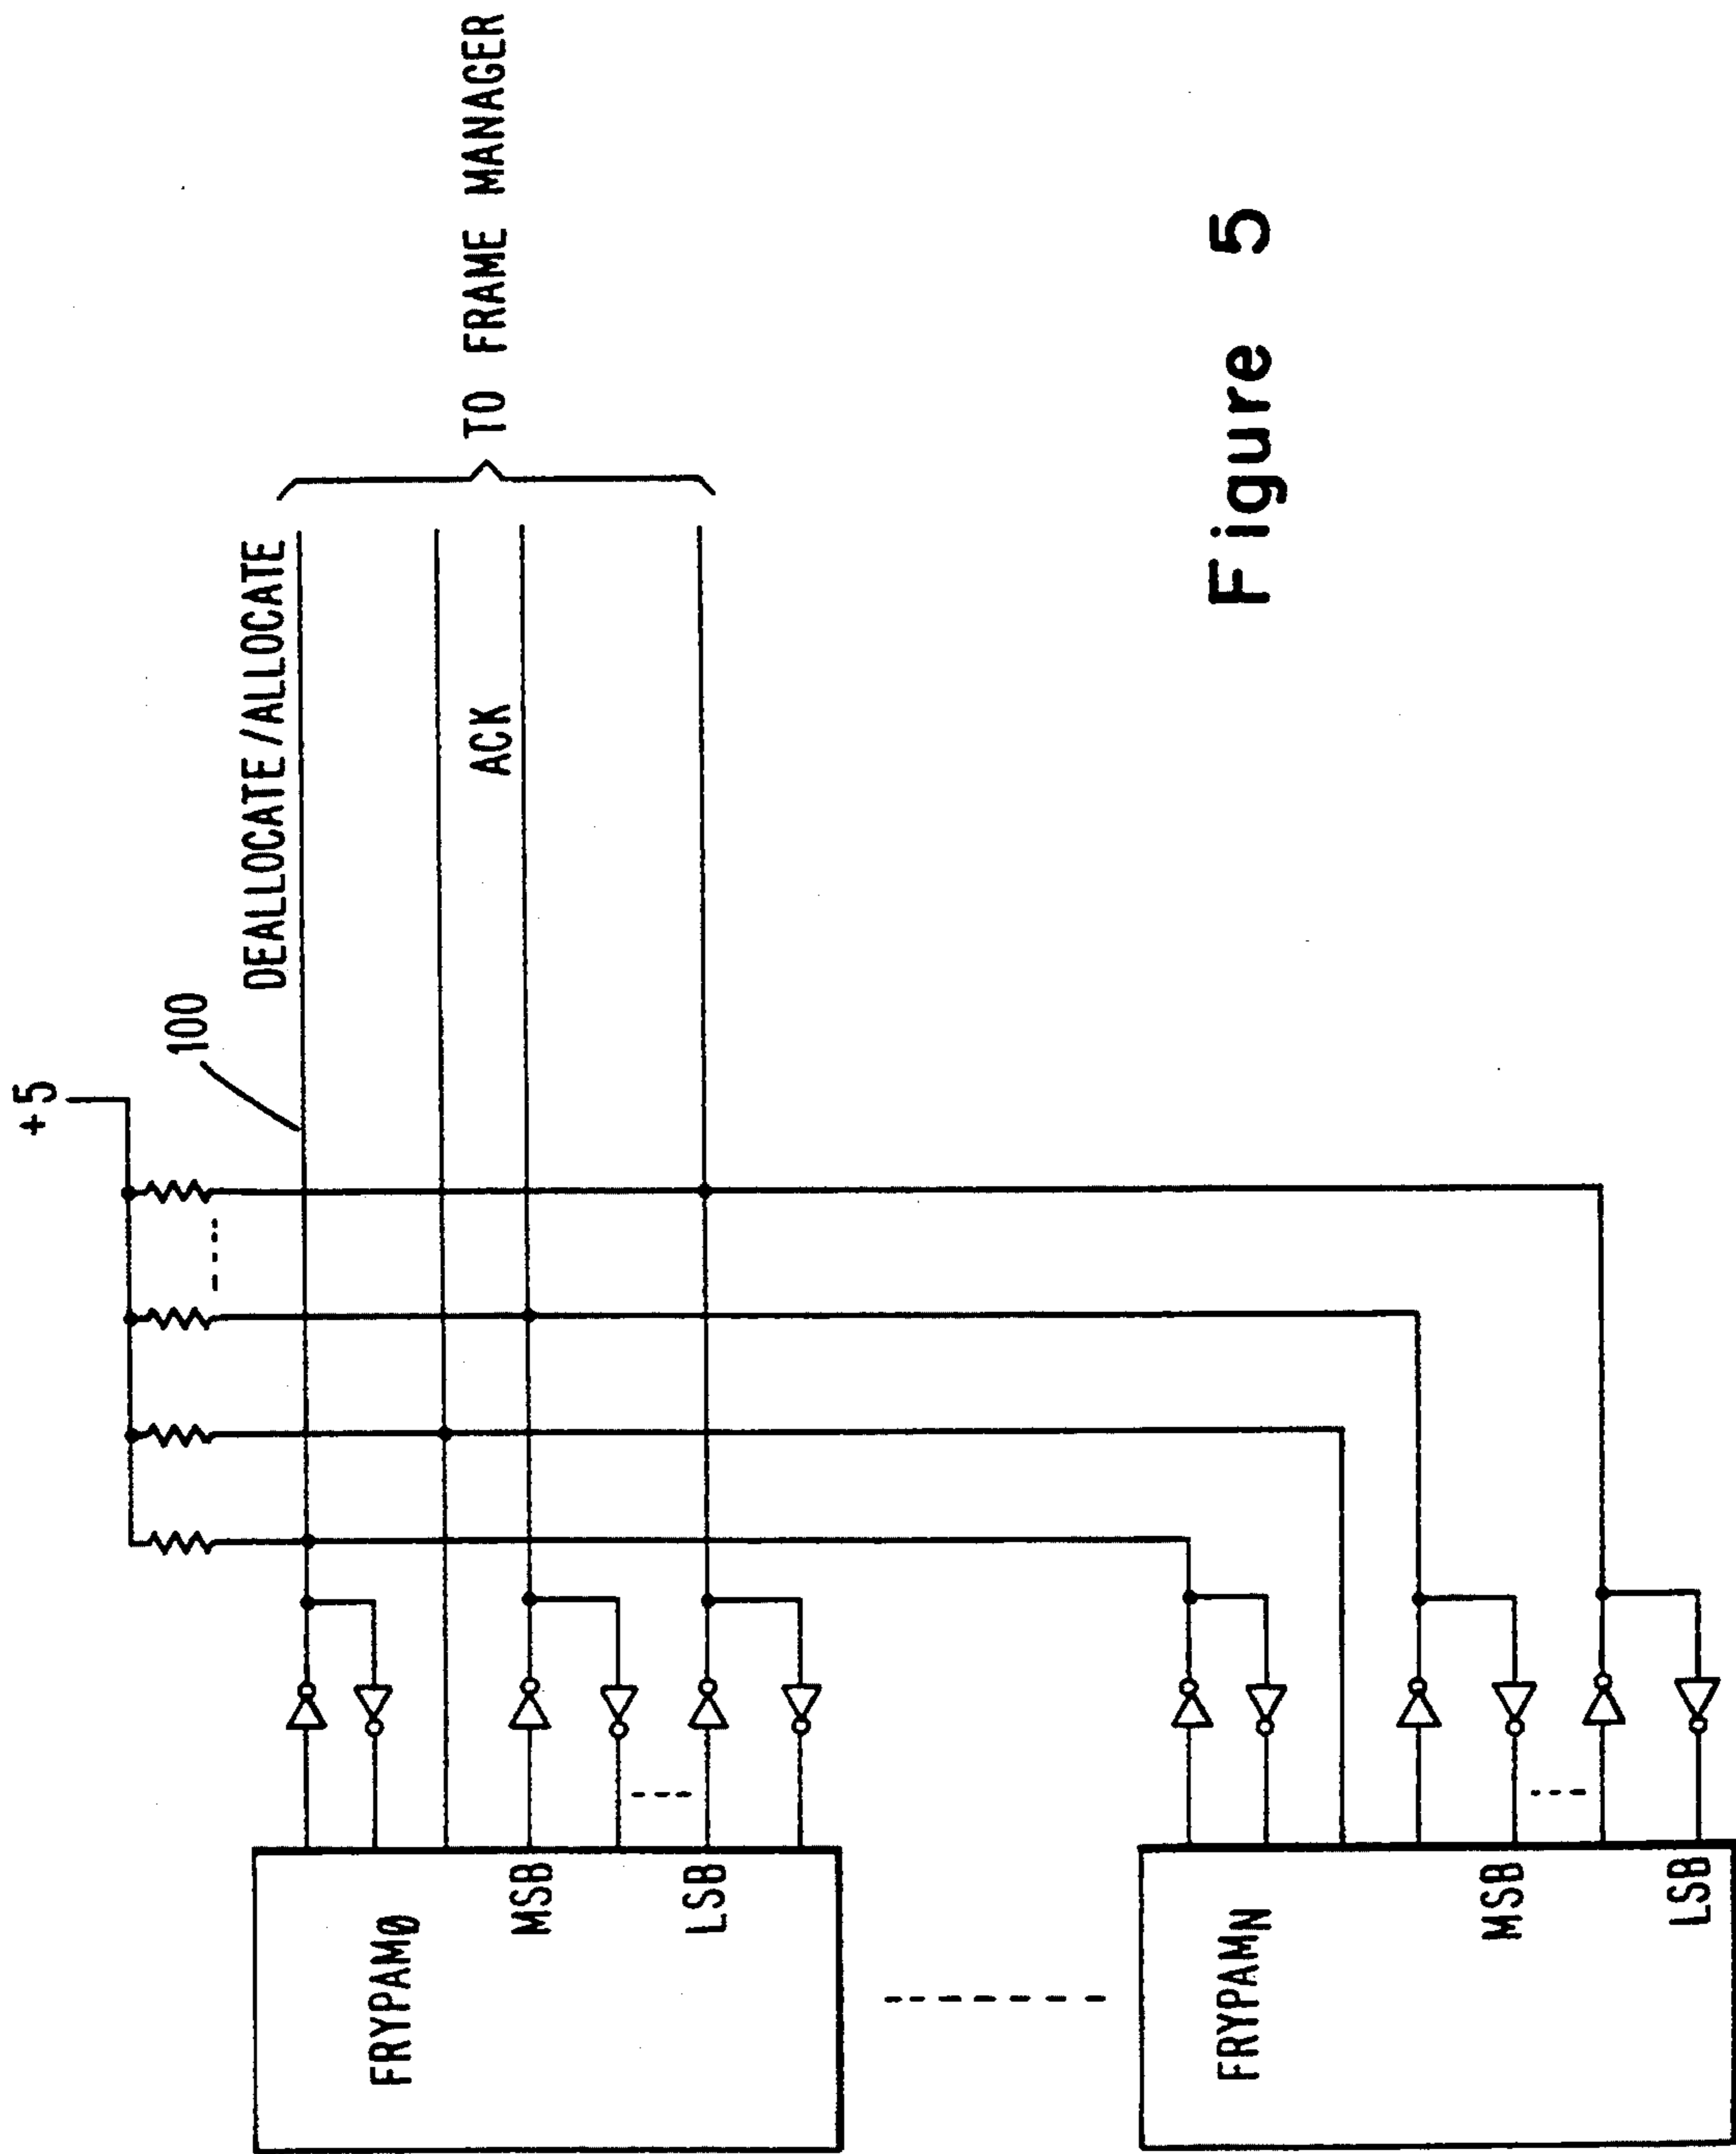 +5
100
DEALLOCATE/ALLOCATE
ACK
TO FRAME MANAGER
FRYPAMØ
MSB
LSB
FRYPAMN
MSB
LSB
Figure 5